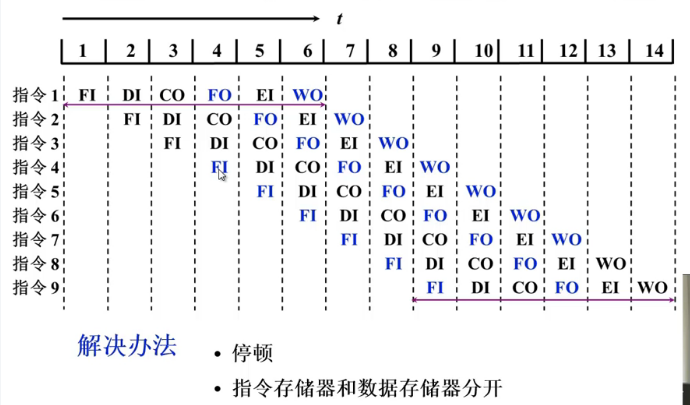 t
1 2 3 4 5 6 7 8 9 10 11 12 13 14
指令 1 FI DI CO FO EI WO
指令 2 FI DI CO FO EI WO
指令 3 FI DI CO FO EI WO
指令 4 FI DI CO FO EI WO
指令 5 FI DI CO FO EI WO
指令 6 FI DI CO FO EI WO
指令 7 FI DI CO FO EI WO
指令 8 FI DI CO FO EI WO
指令 9 FI DI CO FO EI WO
解决办法 • 停顿
• 指令存储器和数据存储器分开